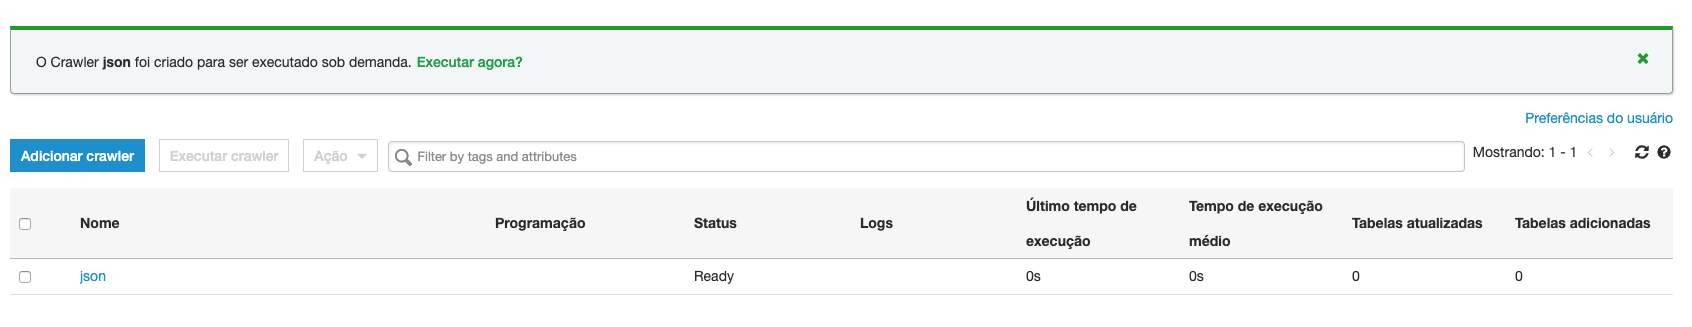 O Crawler json foi criado para ser executado sob demanda. Executar agora?
Preferências do usuário
Adicionar crawler Executar crawler Ação Filter by tags and attributes Mostrando: 1 - 1
Nome Programação Status Logs Último tempo de execução Tempo de execução médio Tabelas atualizadas Tabelas adicionadas
json Ready 0s 0s 0 0